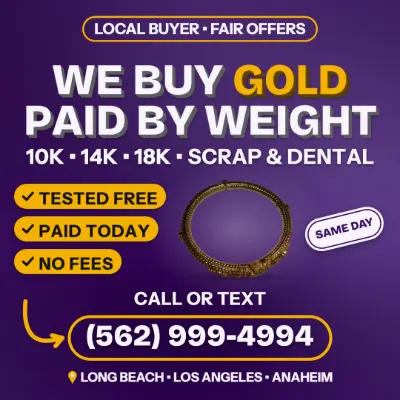 LOCAL BUYER • FAIR OFFERS
WE BUY GOLD
PAID BY WEIGHT
10K • 14K • 18K • SCRAP & DENTAL
TESTED FREE
PAID TODAY
NO FEES
SAME DAY
CALL OR TEXT
(562) 999-4994
LONG BEACH • LOS ANGELES • ANAHEIM